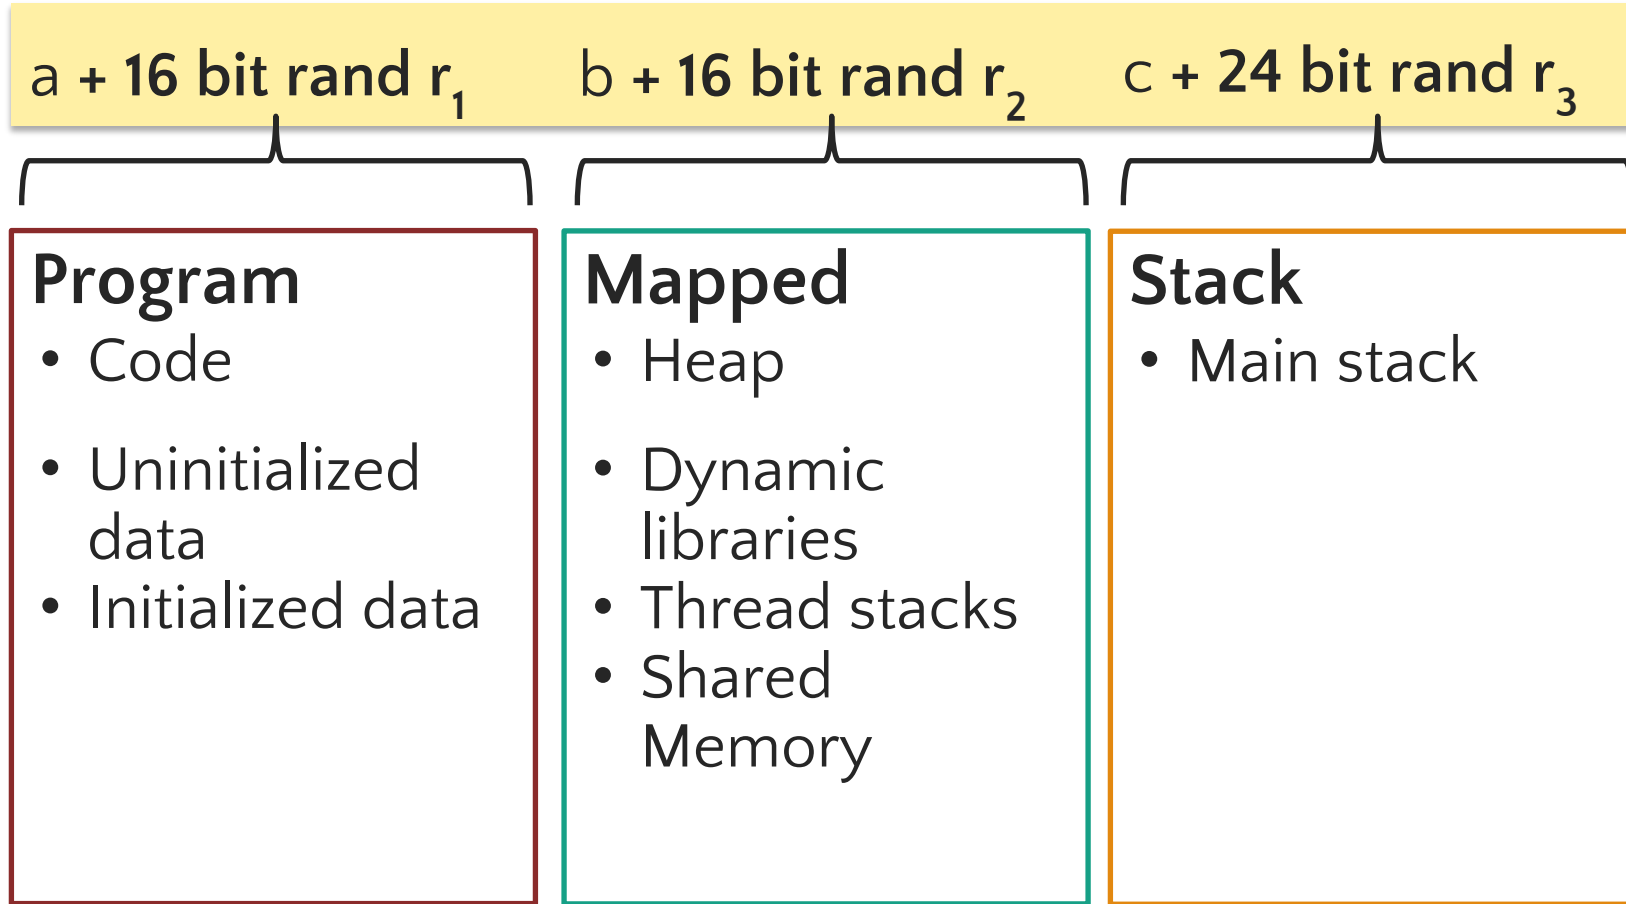 a + 16 bit rand r₁
b + 16 bit rand r₂
c + 24 bit rand r₃
Program
• Code
• Uninitialized
data
• Initialized data
Mapped
• Heap
• Dynamic
libraries
• Thread stacks
• Shared
Memory
Stack
• Main stack